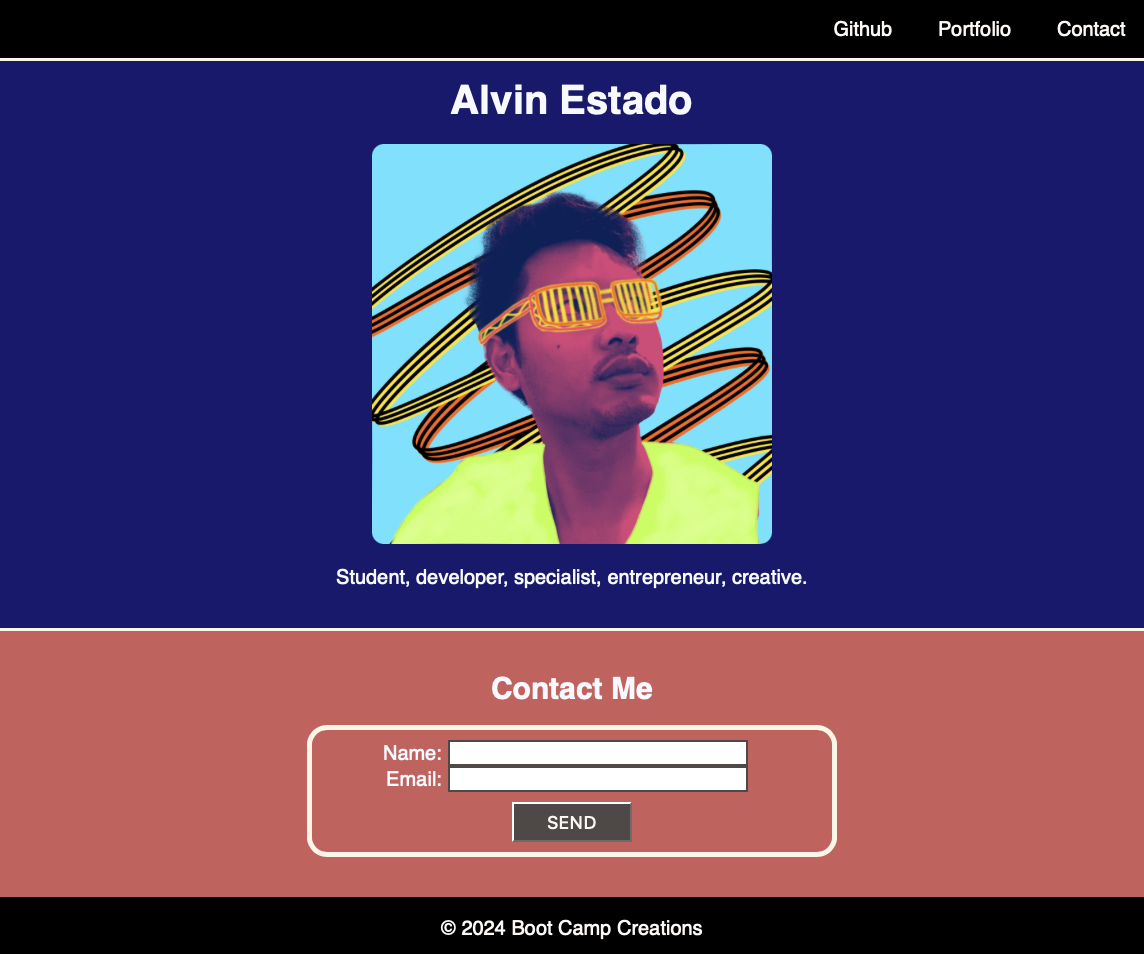 Github Portfolio Contact
Alvin Estado
Student, developer, specialist, entrepreneur, creative.
Contact Me
Name:
Email:
SEND
© 2024 Boot Camp Creations